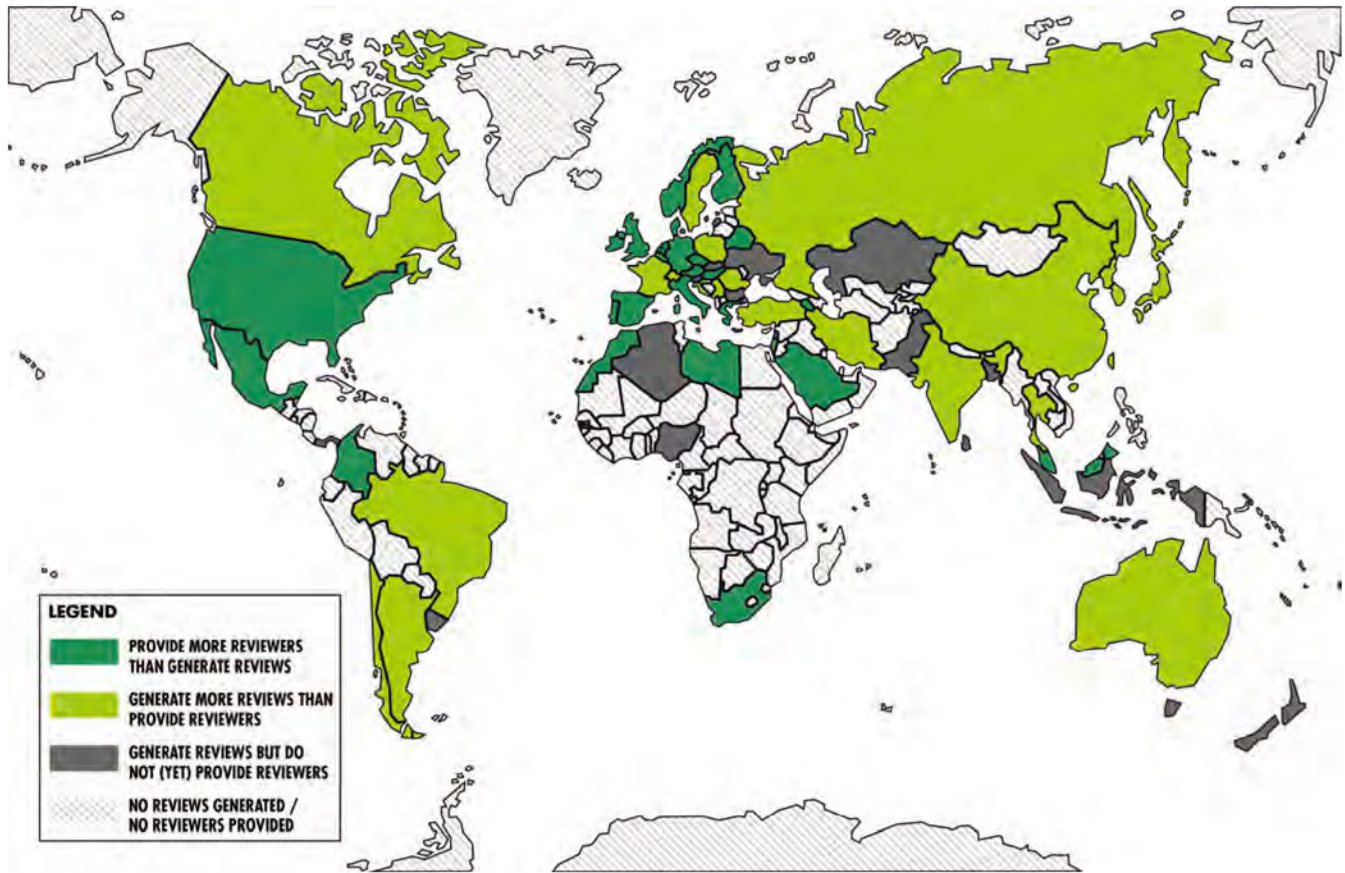 LEGEND
PROVIDE MORE REVIEWERS
THAN GENERATE REVIEWS
GENERATE MORE REVIEWS THAN
PROVIDE REVIEWERS
GENERATE REVIEWS BUT DO
NOT (YET) PROVIDE REVIEWERS
NO REVIEWS GENERATED /
NO REVIEWERS PROVIDED